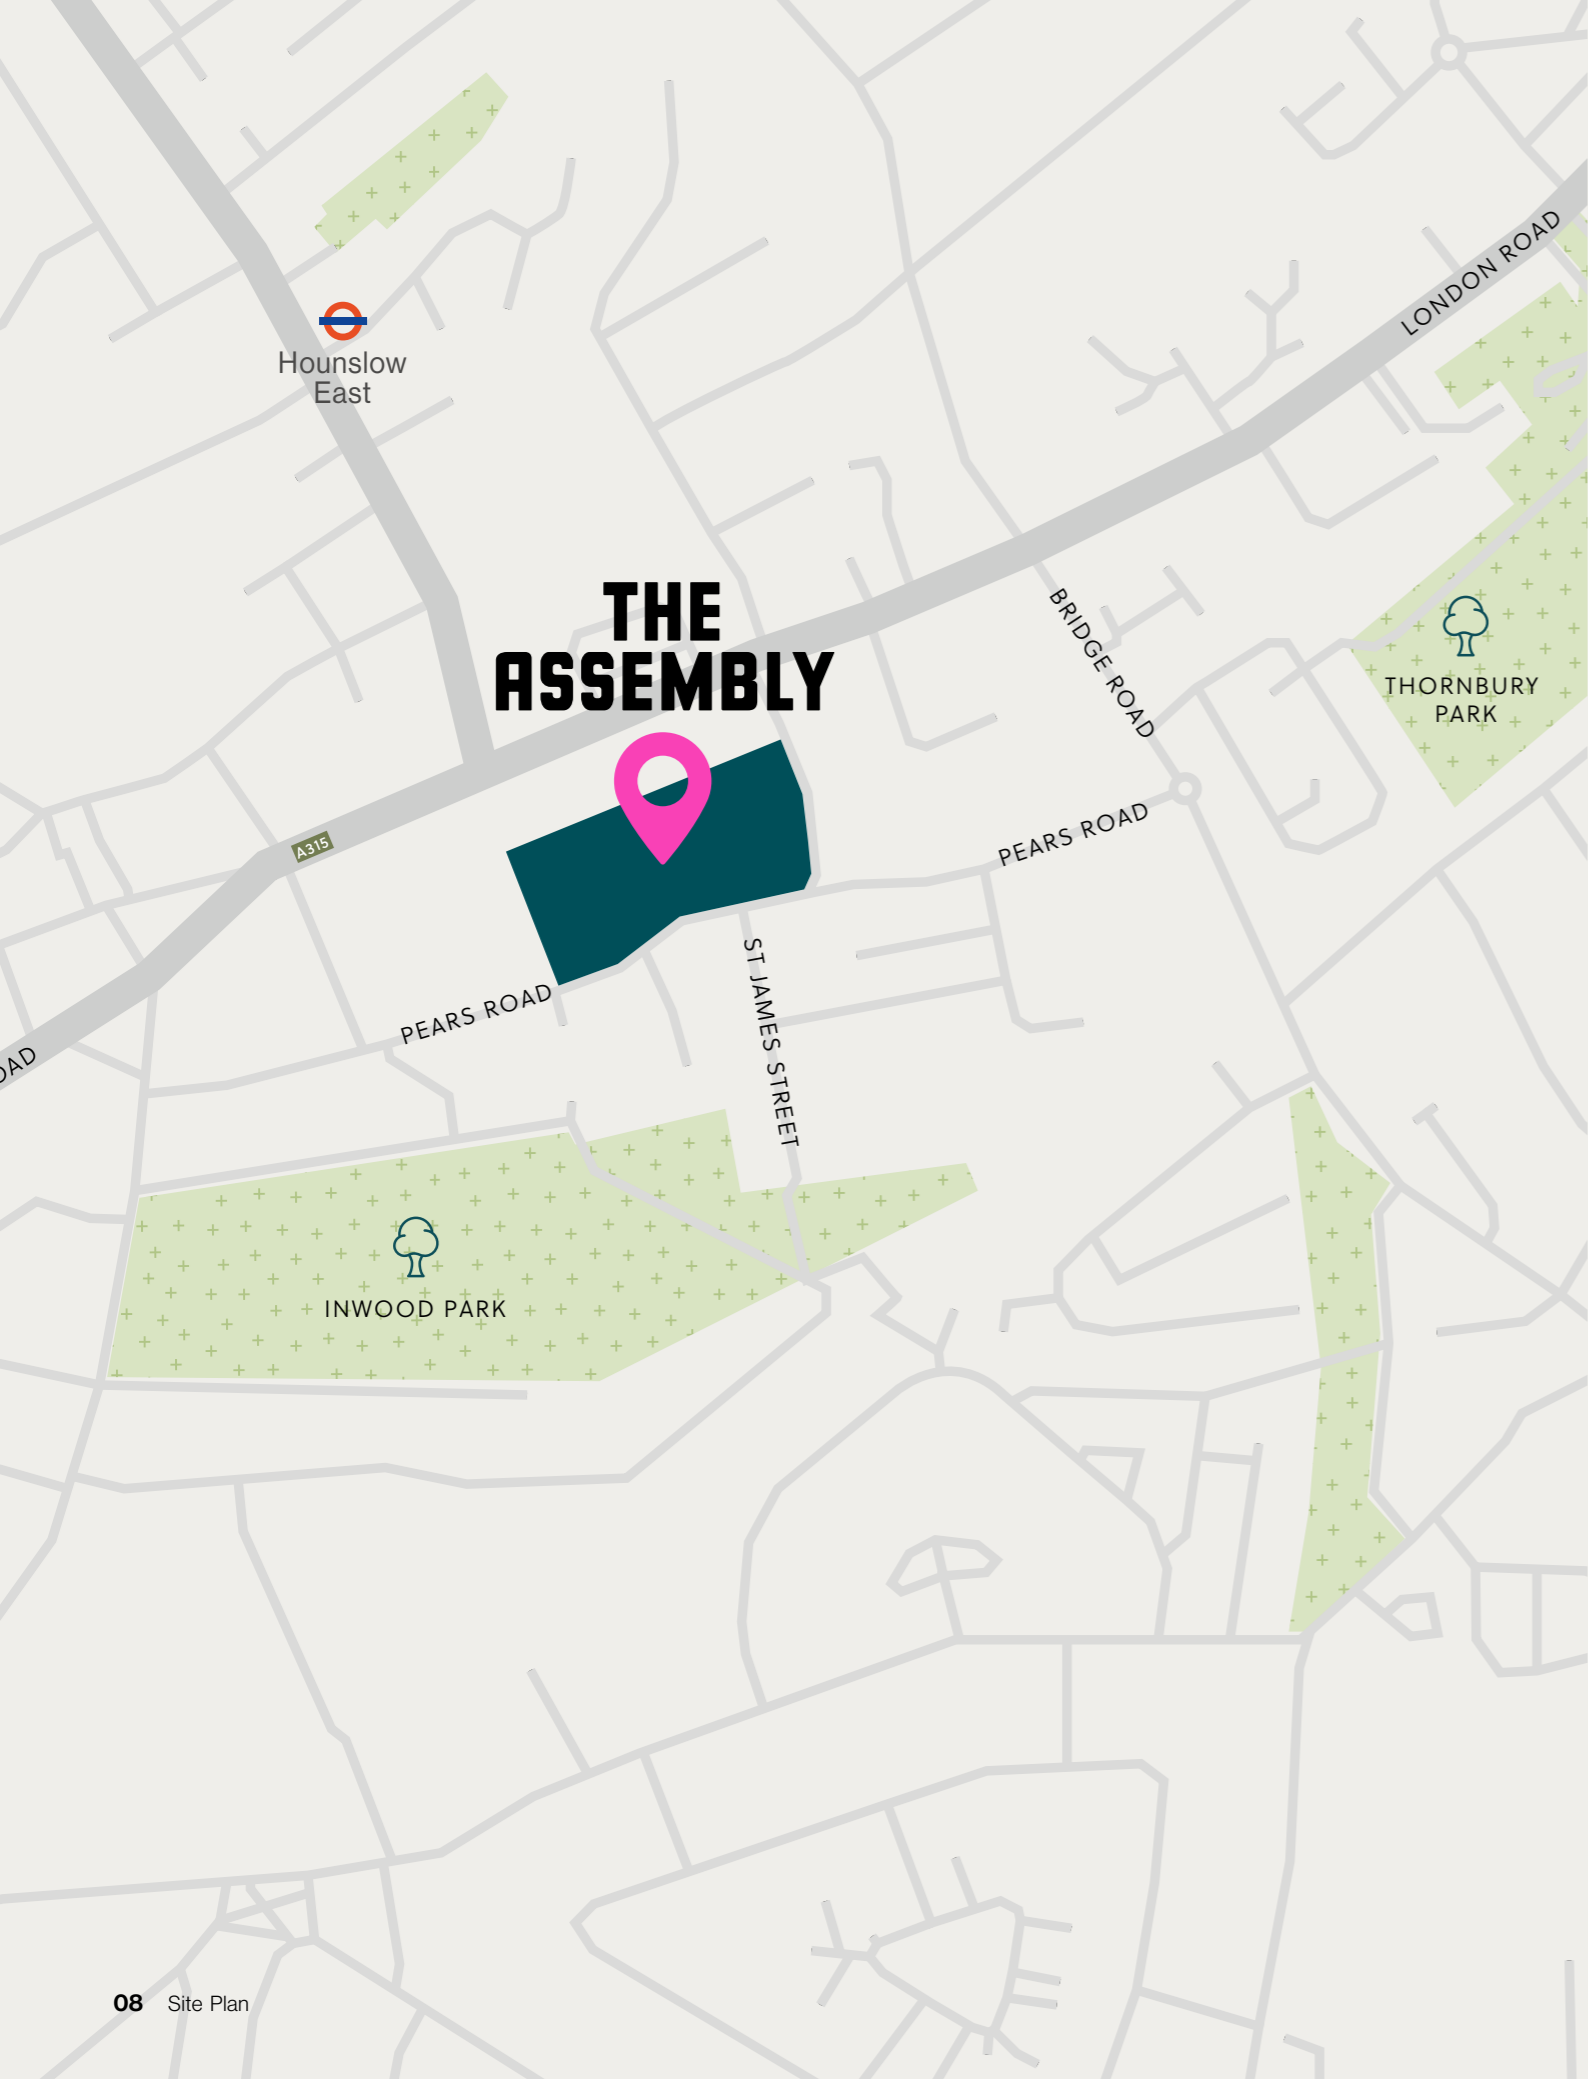 LONDON ROAD
Hounslow
East
THE
ASSEMBLY
BRIDGE ROAD
THORNBURY
PARK
PEARS ROAD
A315
ST JAMES STREET
PEARS ROAD
INWOOD PARK
08 Site Plan